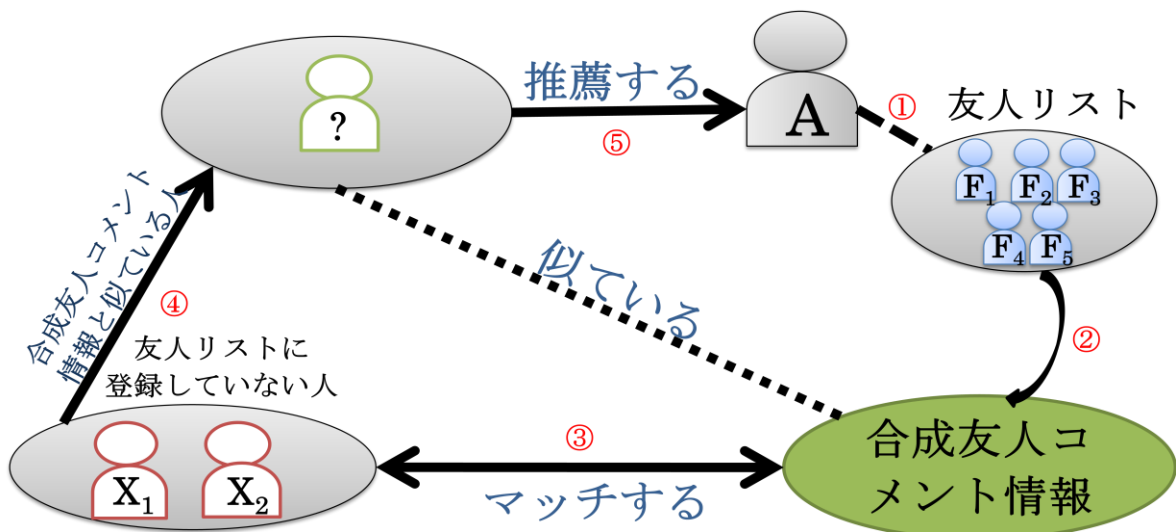 推薦する
⑤
?
A
①
友人リスト
F1 F2 F3
F4 F5
②
似ている
合成友人コメント
情報と似ている人
④
友人リストに
登録していない人
X1 X2
③
マッチする
合成友人コ
メント情報